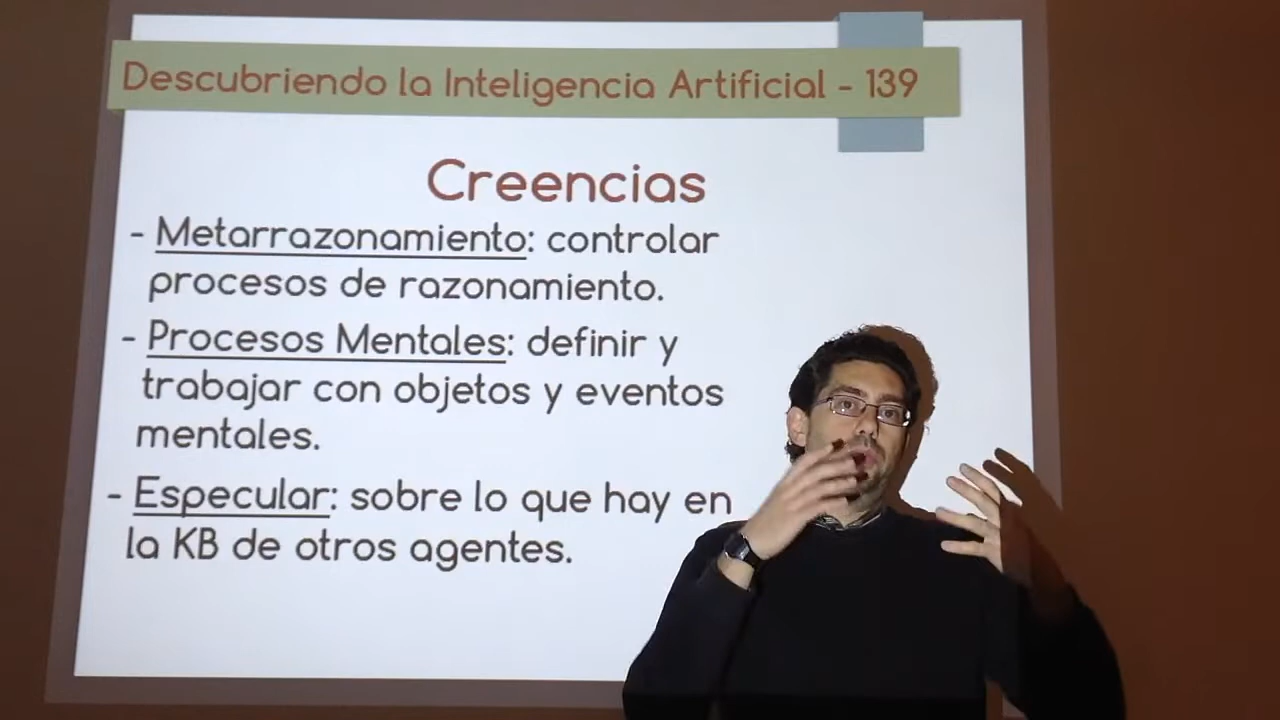 Descubriendo la Inteligencia Artificial - 139
Creencias
- Metarrazonamiento: controlar
procesos de razonamiento.
- Procesos Mentales: definir y
trabajar con objetos y eventos
mentales.
- Especular: sobre lo que hay en
la KB de otros agentes.